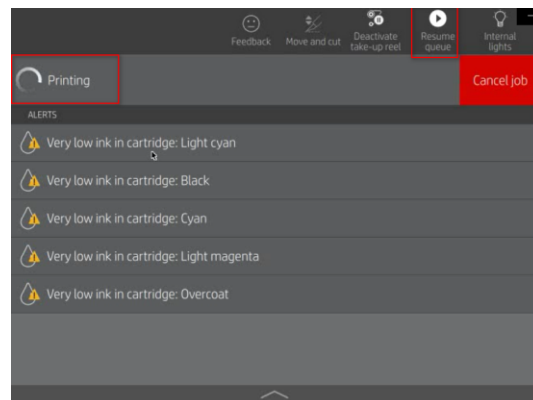 Feedback
Move and cut
Deactivate
take-up reel
Resume
queue
Internal
lights
Printing
Cancel job
ALERTS
Very low ink in cartridge: Light cyan
Very low ink in cartridge: Black
Very low ink in cartridge: Cyan
Very low ink in cartridge: Light magenta
Very low ink in cartridge: Overcoat